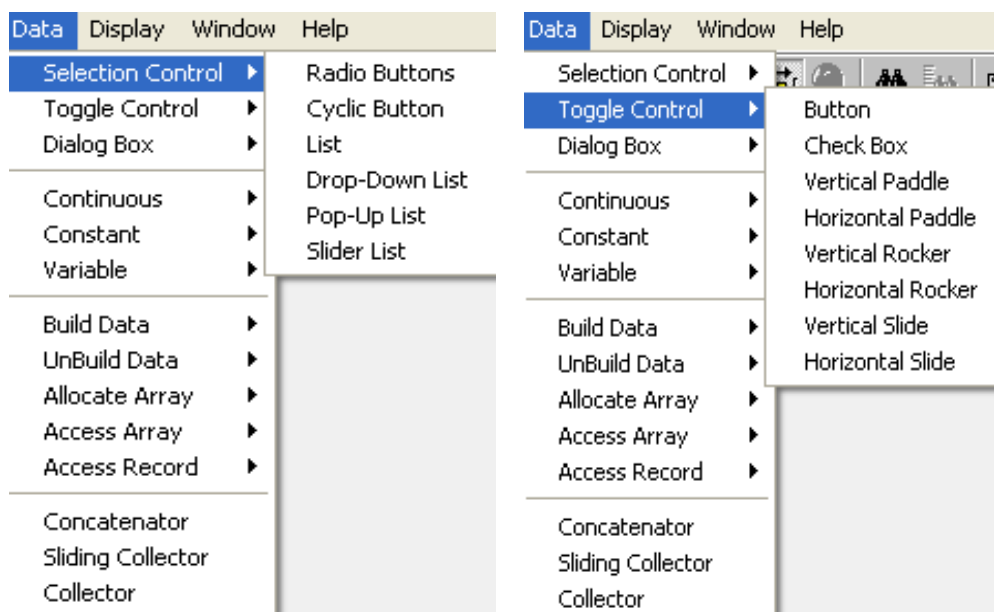 Data Display Window Help
Selection Control
Toggle Control
Dialog Box
Continuous
Constant
Variable
Build Data
UnBuild Data
Allocate Array
Access Array
Access Record
Concatenator
Sliding Collector
Collector
Radio Buttons
Cyclic Button
List
Drop-Down List
Pop-Up List
Slider List
Data Display Window Help
Selection Control
Toggle Control
Dialog Box
Continuous
Constant
Variable
Build Data
UnBuild Data
Allocate Array
Access Array
Access Record
Concatenator
Sliding Collector
Collector
Button
Check Box
Vertical Paddle
Horizontal Paddle
Vertical Rocker
Horizontal Rocker
Vertical Slide
Horizontal Slide